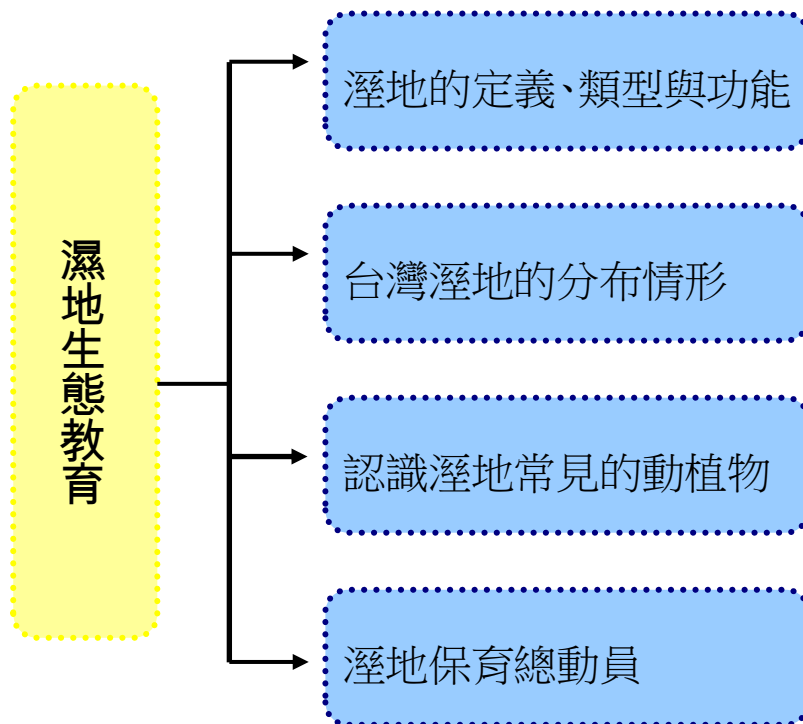 濕地生態教育
溼地的定義、類型與功能
台灣溼地的分布情形
認識溼地常見的動植物
溼地保育總動員